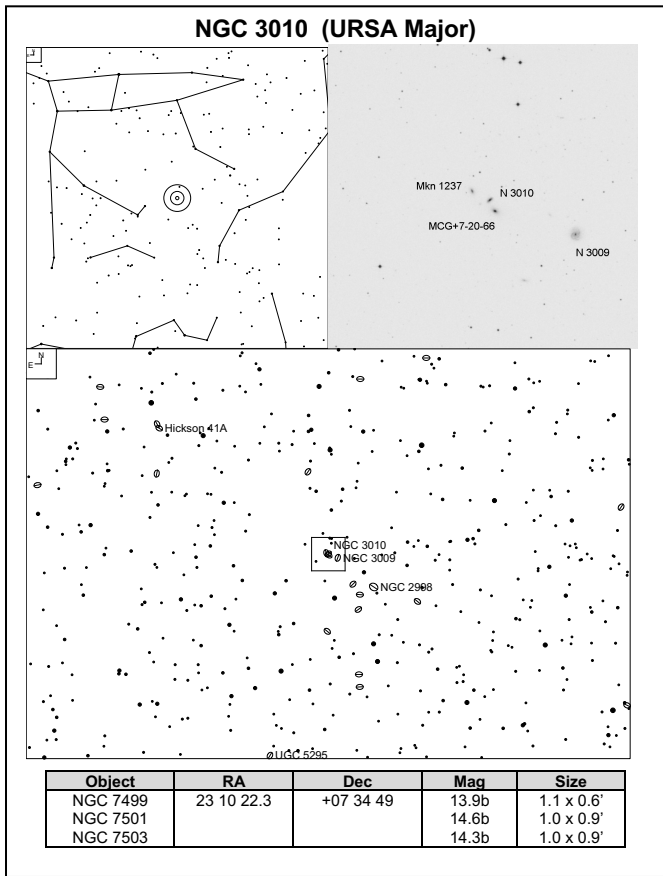 NGC 3010 (URSA Major)
Mkn 1237
N 3010
MCG+7-20-66
N 3009
N
E
Hickson 41A
NGC 3010
NGC 3009
NGC 2998
UGC 5295
Object RA Dec Mag Size
NGC 7499 23 10 22.3 +07 34 49 13.9b 1.1 x 0.6’
NGC 7501 14.6b 1.0 x 0.9’
NGC 7503 14.3b 1.0 x 0.9’